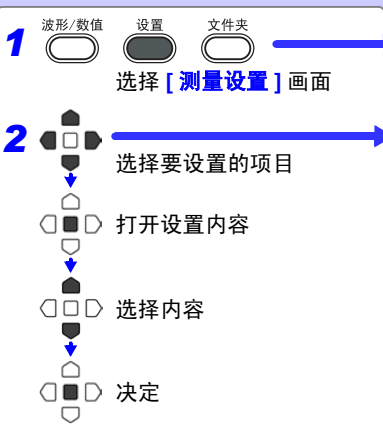 波形/数值 设置 文件夹
1
选择 [ 测量设置 ] 画面
2
选择要设置的项目
打开设置内容
选择内容
决定